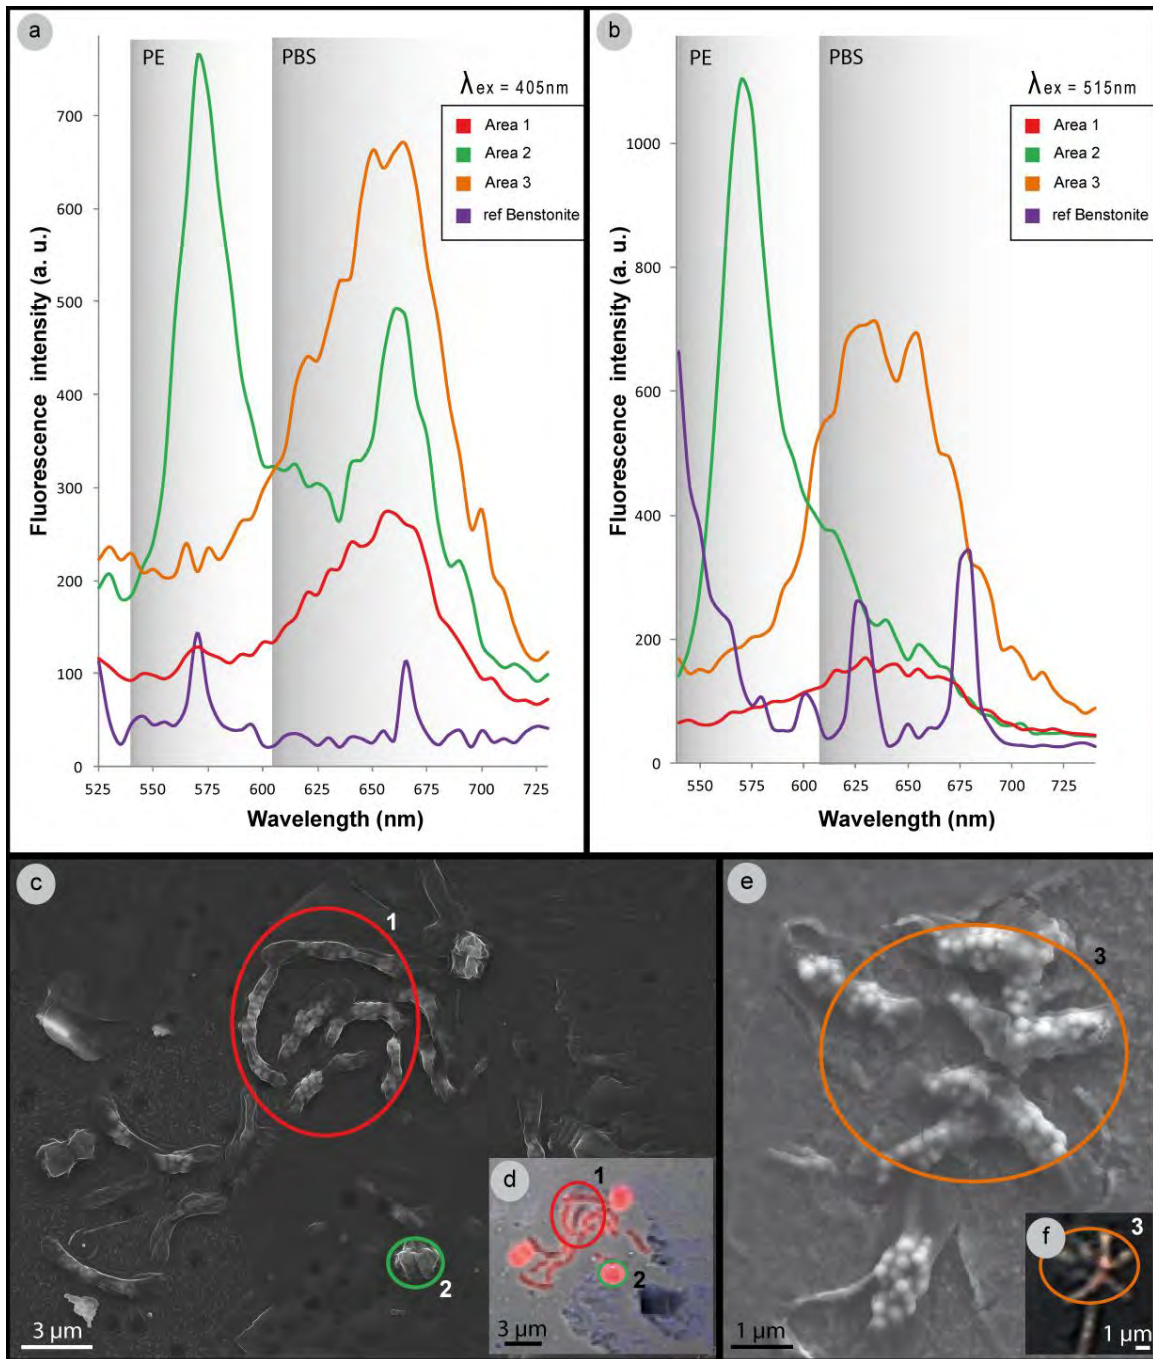 a
PE
PBS
λex = 405nm
Area 1
Area 2
Area 3
ref Benstonite
Fluorescence intensity (a. u.)
700
600
500
400
300
200
100
0
525 550 575 600 625 650 675 700 725
Wavelength (nm)
b
PE
PBS
λex = 515nm
Area 1
Area 2
Area 3
ref Benstonite
Fluorescence intensity (a. u.)
1000
800
600
400
200
0
550 575 600 625 650 675 700 725
Wavelength (nm)
c
1
2
3 µm
d
1
2
3 µm
e
3
1 µm
f
3
1 µm